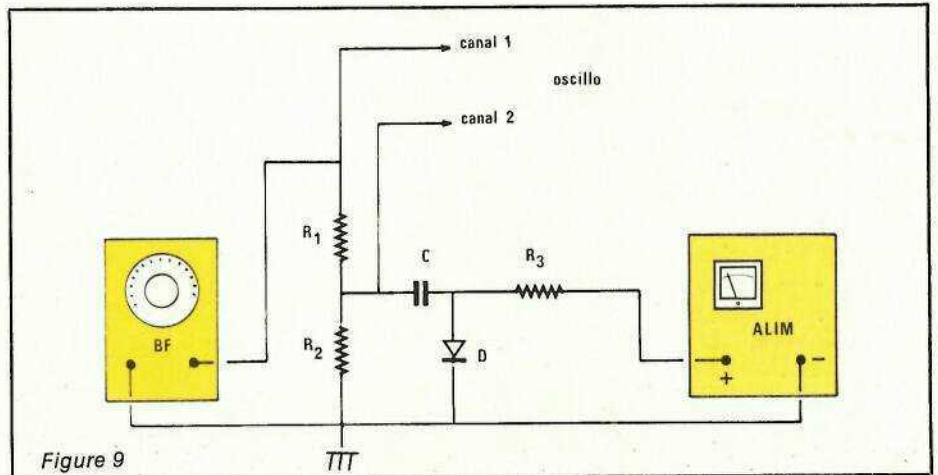 canal 1
oscillo
canal 2
R1
C
R3
BF
R2
D
ALIM
+
−
Figure 9